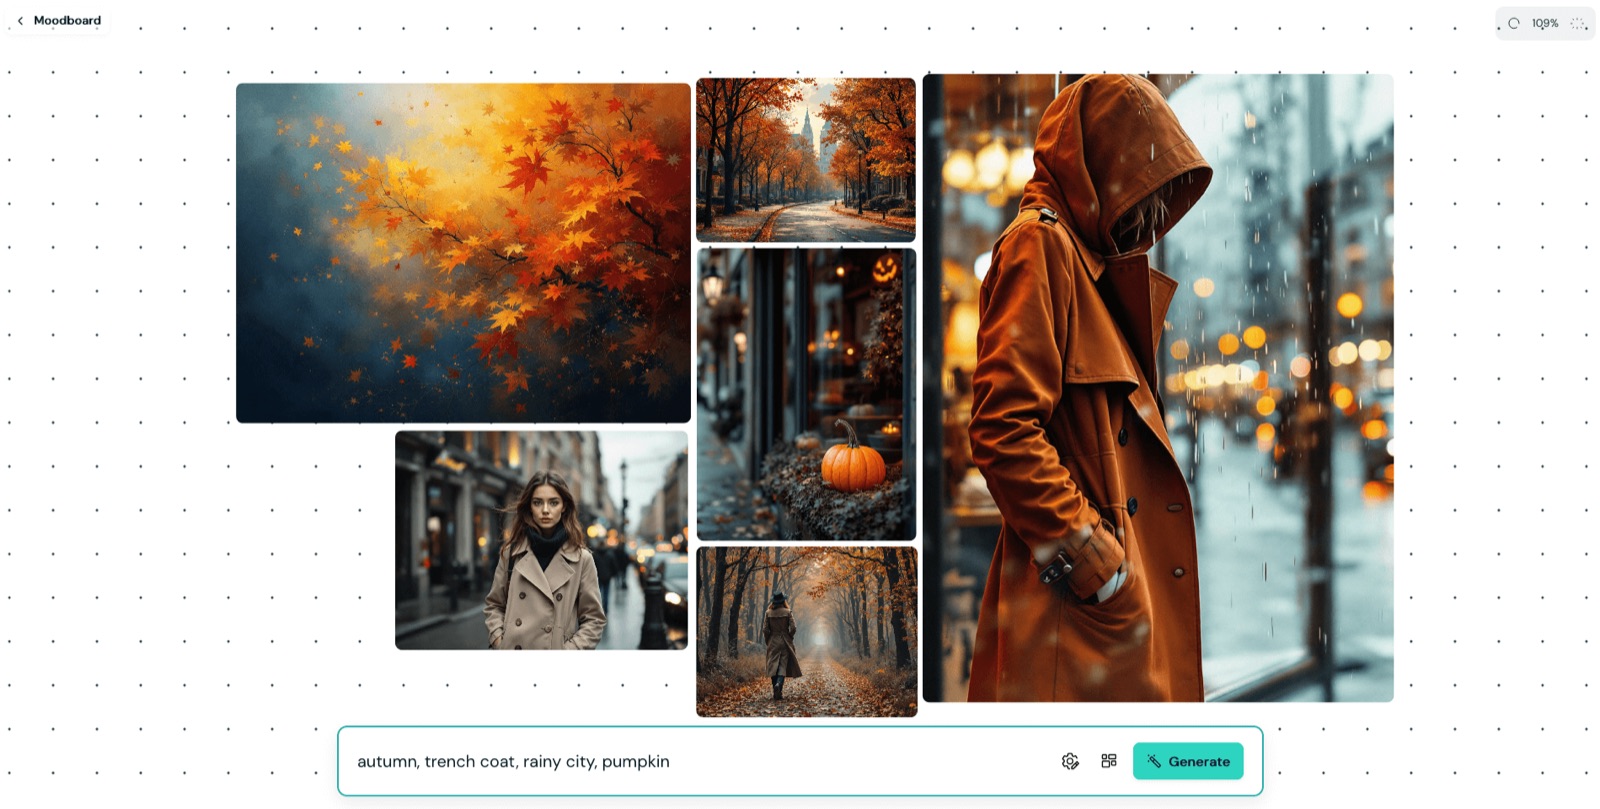 Moodboard
109%
autumn, trench coat, rainy city, pumpkin
Generate